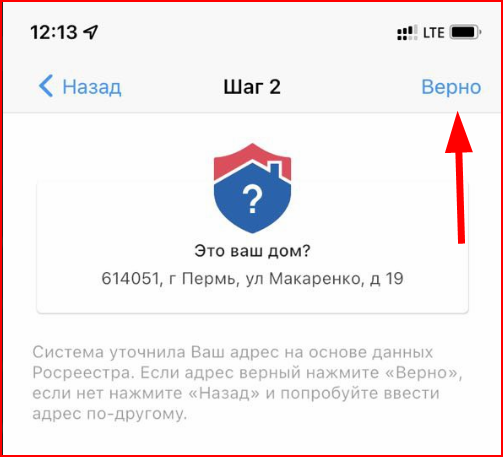 12:13 LTE
Назад Шаг 2 Верно
?
Это ваш дом?
614051, г Пермь, ул Макаренко, д 19
Система уточнила Ваш адрес на основе данных
Росреестра. Если адрес верный нажмите «Верно»,
если нет нажмите «Назад» и попробуйте ввести
адрес по-другому.